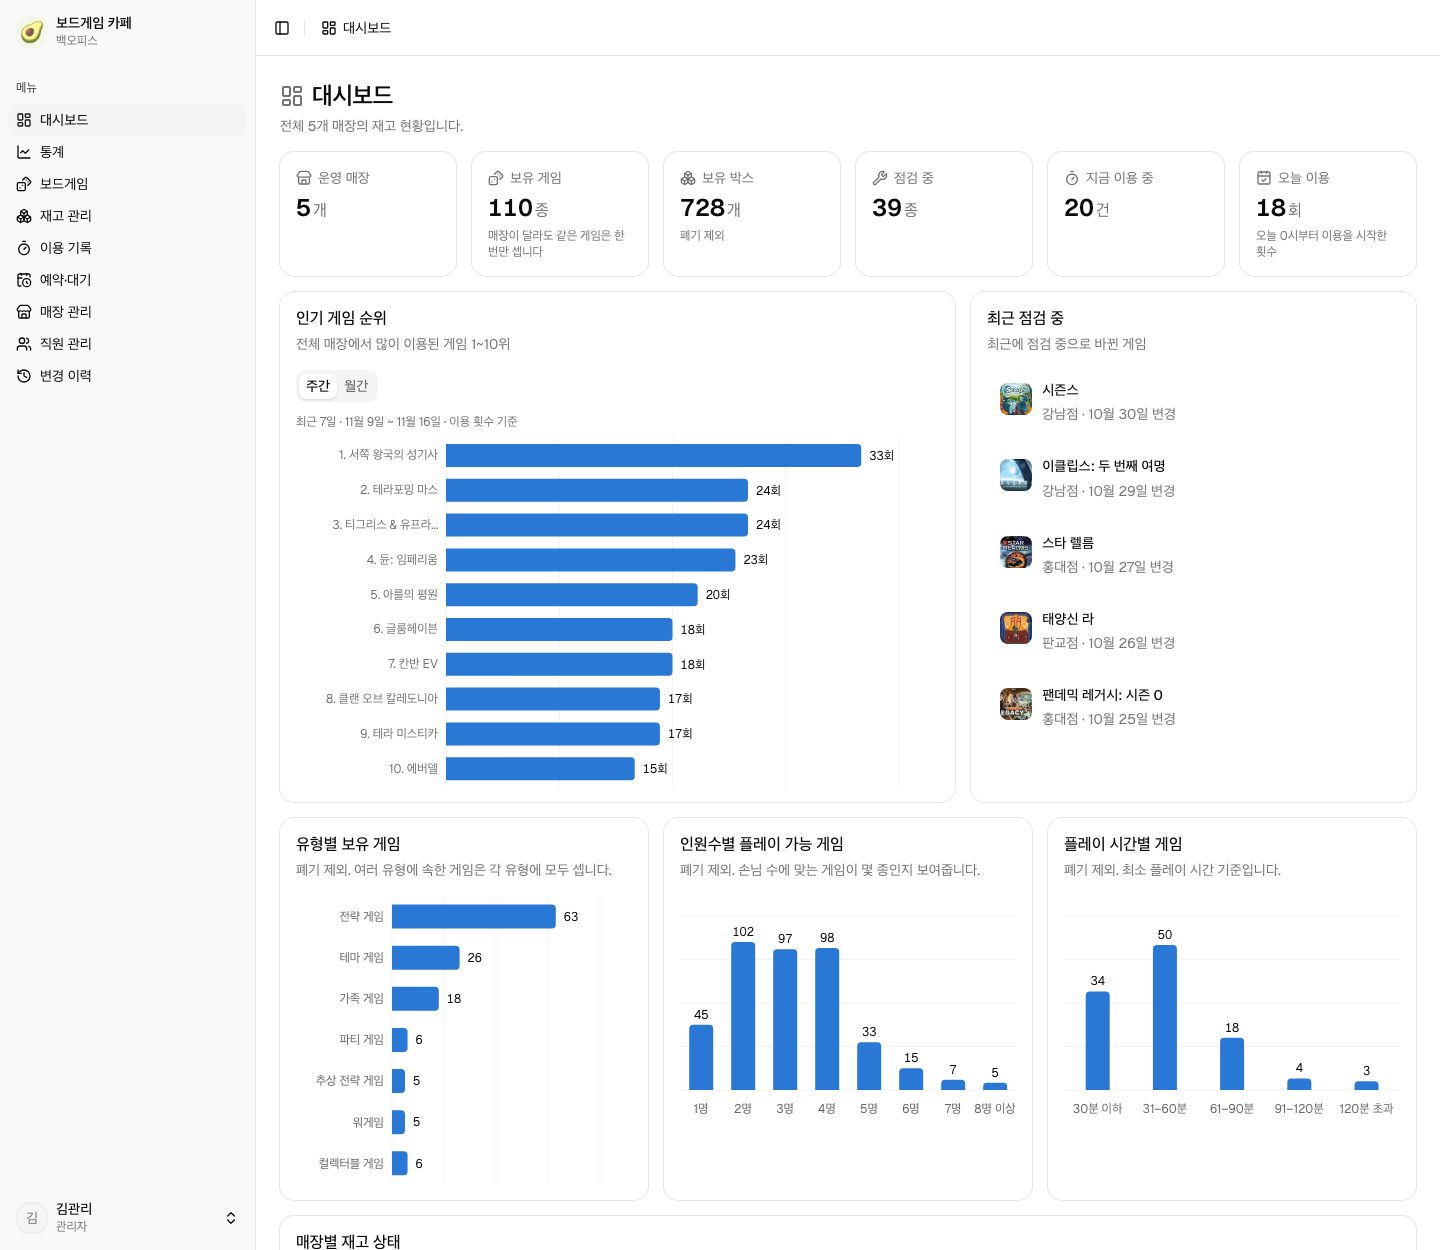 보드게임 카페
백오피스
메뉴
대시보드
통계
보드게임
재고 관리
이용 기록
예약·대기
매장 관리
직원 관리
변경 이력
김
김관리
관리자
대시보드
대시보드
전체 5개 매장의 재고 현황입니다.
운영 매장
5개
보유 게임
110종
매장이 달라도 같은 게임은 한
번만 셉니다
보유 박스
728개
폐기 제외
점검 중
39종
지금 이용 중
20건
오늘 이용
18회
오늘 0시부터 이용을 시작한
횟수
인기 게임 순위
전체 매장에서 많이 이용된 게임 1~10위
주간 월간
최근 7일 · 11월 9일 ~ 11월 16일 · 이용 횟수 기준
1. 서쪽 왕국의 성기사 33회
2. 테라포밍 마스 24회
3. 티그리스 & 유프라… 24회
4. 듄: 임페리움 23회
5. 아를의 평원 20회
6. 글룸헤이븐 18회
7. 칸반 EV 18회
8. 클랜 오브 칼레도니아 17회
9. 테라 미스티카 17회
10. 에버델 15회
최근 점검 중
최근에 점검 중으로 바뀐 게임
시즌스
강남점 · 10월 30일 변경
이클립스: 두 번째 여명
강남점 · 10월 29일 변경
STAR
REALMS
스타 렐름
홍대점 · 10월 27일 변경
태양신 라
판교점 · 10월 26일 변경
팬데믹 레거시: 시즌 0
홍대점 · 10월 25일 변경
유형별 보유 게임
폐기 제외. 여러 유형에 속한 게임은 각 유형에 모두 셉니다.
전략 게임 63
테마 게임 26
가족 게임 18
파티 게임 6
추상 전략 게임 5
워게임 5
컬렉터블 게임 6
인원수별 플레이 가능 게임
폐기 제외. 손님 수에 맞는 게임이 몇 종인지 보여줍니다.
45 102 97 98 33 15 7 5
1명 2명 3명 4명 5명 6명 7명 8명 이상
플레이 시간별 게임
폐기 제외. 최소 플레이 시간 기준입니다.
34 50 18 4 3
30분 이하 31–60분 61–90분 91–120분 120분 초과
매장별 재고 상태